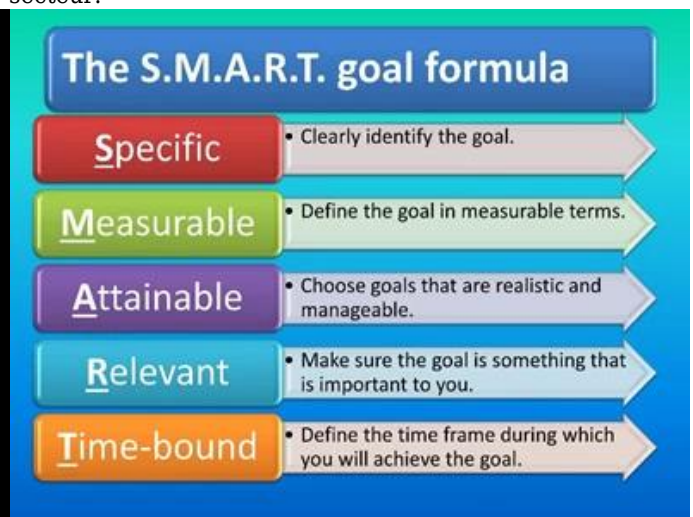 The S.M.A.R.T. goal formula
Specific
• Clearly identify the goal.
Measurable
• Define the goal in measurable terms.
Attainable
• Choose goals that are realistic and
manageable.
Relevant
• Make sure the goal is something that
is important to you.
Time-bound
• Define the time frame during which
you will achieve the goal.